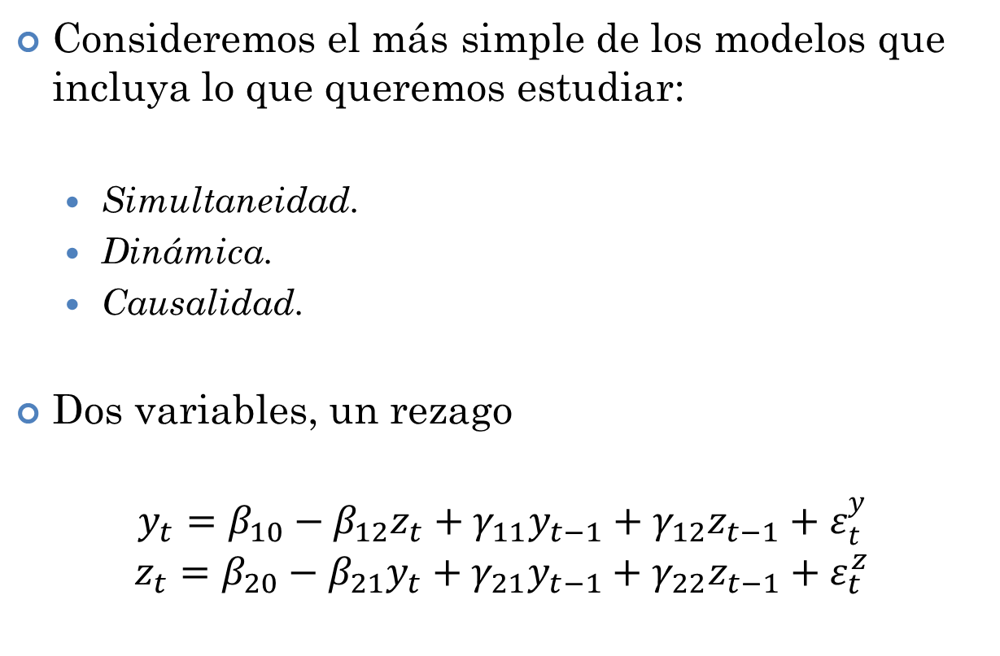 Consideremos el más simple de los modelos que
incluya lo que queremos estudiar:
Simultaneidad.
Dinámica.
Causalidad.
Dos variables, un rezago
$y_t = \beta_{10} - \beta_{12} z_t + \gamma_{11} y_{t-1} + \gamma_{12} z_{t-1} + \varepsilon_t^y$
$z_t = \beta_{20} - \beta_{21} y_t + \gamma_{21} y_{t-1} + \gamma_{22} z_{t-1} + \varepsilon_t^z$